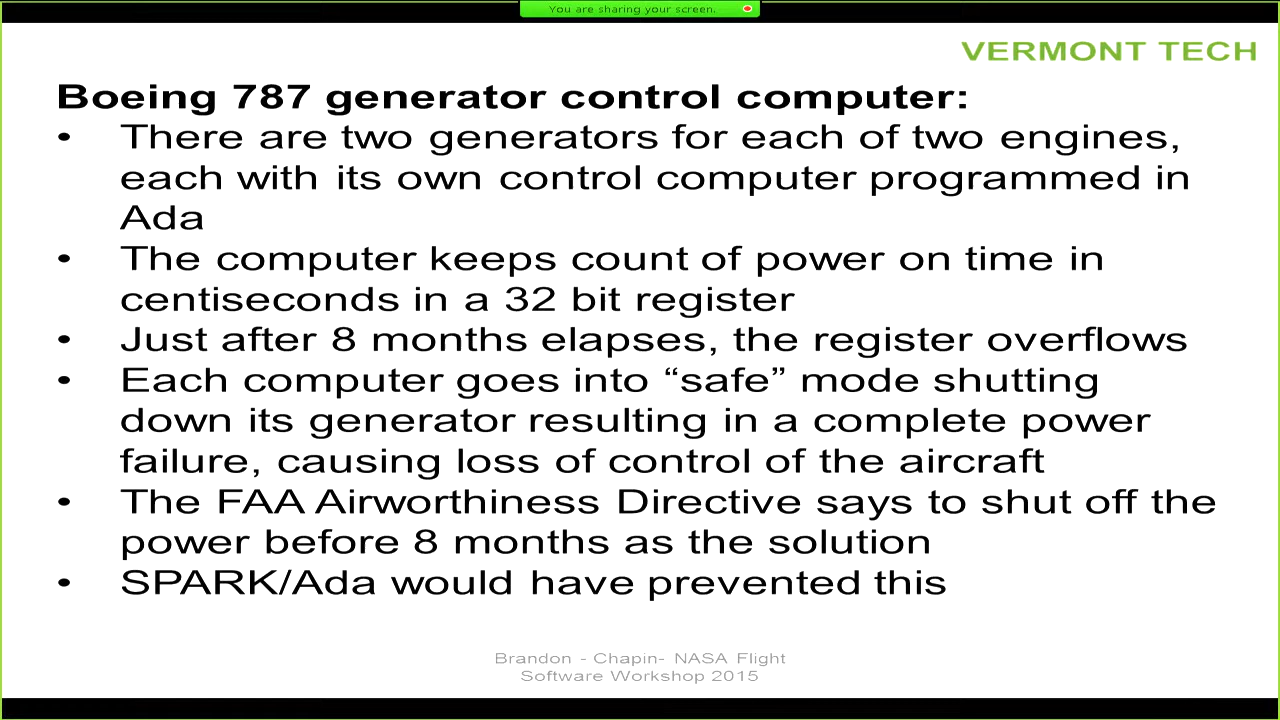 You are sharing your screen.
VERMONT TECH
Boeing 787 generator control computer:
• There are two generators for each of two engines,
each with its own control computer programmed in
Ada
• The computer keeps count of power on time in
centiseconds in a 32 bit register
• Just after 8 months elapses, the register overflows
• Each computer goes into “safe” mode shutting
down its generator resulting in a complete power
failure, causing loss of control of the aircraft
• The FAA Airworthiness Directive says to shut off the
power before 8 months as the solution
• SPARK/Ada would have prevented this
Brandon - Chapin- NASA Flight
Software Workshop 2015